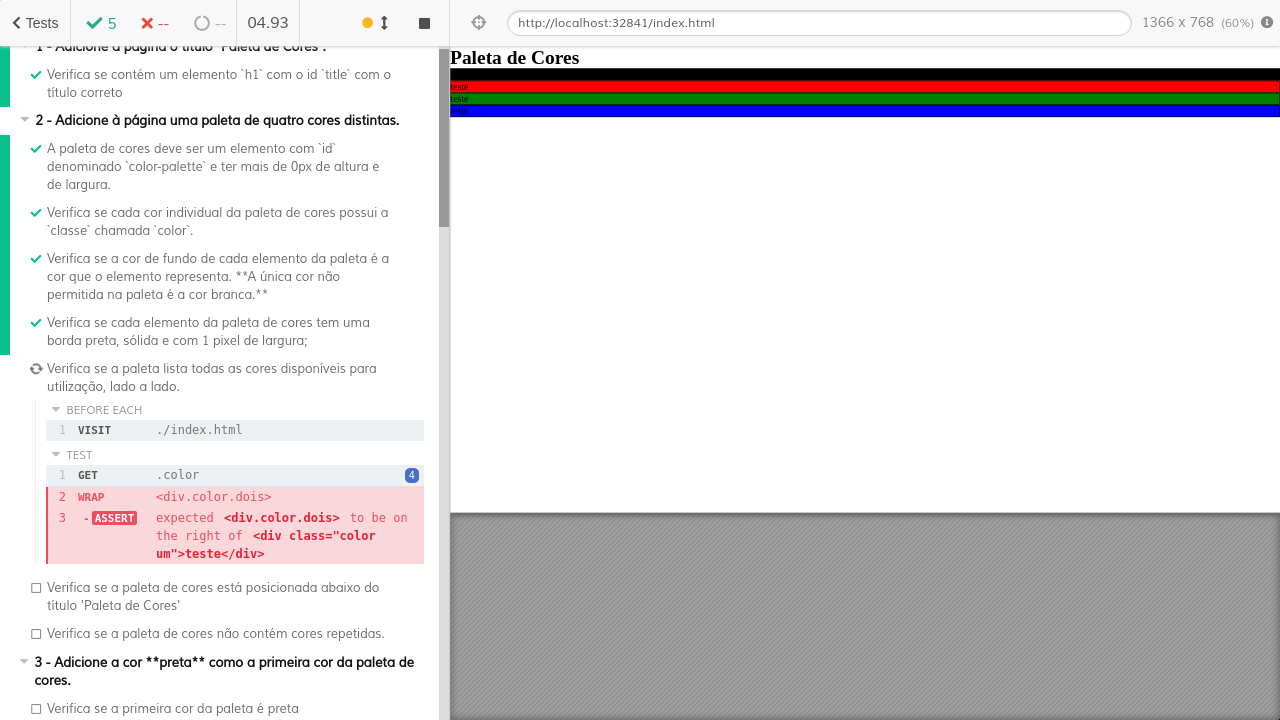 Tests
5
--
--
04.93
http://localhost:32841/index.html
1366 x 768 (60%)
1 - Adicione à página o título "Paleta de Cores".
Verifica se contém um elemento `h1` com o id `title` com o
título correto
2 - Adicione à página uma paleta de quatro cores distintas.
A paleta de cores deve ser um elemento com `id`
denominado `color-palette` e ter mais de 0px de altura e
de largura.
Verifica se cada cor individual da paleta de cores possui a
`classe` chamada `color`.
Verifica se a cor de fundo de cada elemento da paleta é a
cor que o elemento representa. **A única cor não
permitida na paleta é a cor branca.**
Verifica se cada elemento da paleta de cores tem uma
borda preta, sólida e com 1 pixel de largura;
Verifica se a paleta lista todas as cores disponíveis para
utilização, lado a lado.
BEFORE EACH
1 VISIT ./index.html
TEST
1 GET .color 4
2 WRAP <div.color.dois>
3 -ASSERT expected <div.color.dois> to be on
the right of <div class="color
um">teste</div>
Verifica se a paleta de cores está posicionada abaixo do
título 'Paleta de Cores'
Verifica se a paleta de cores não contém cores repetidas.
3 - Adicione a cor **preta** como a primeira cor da paleta de
cores.
Verifica se a primeira cor da paleta é preta
Paleta de Cores
teste
teste